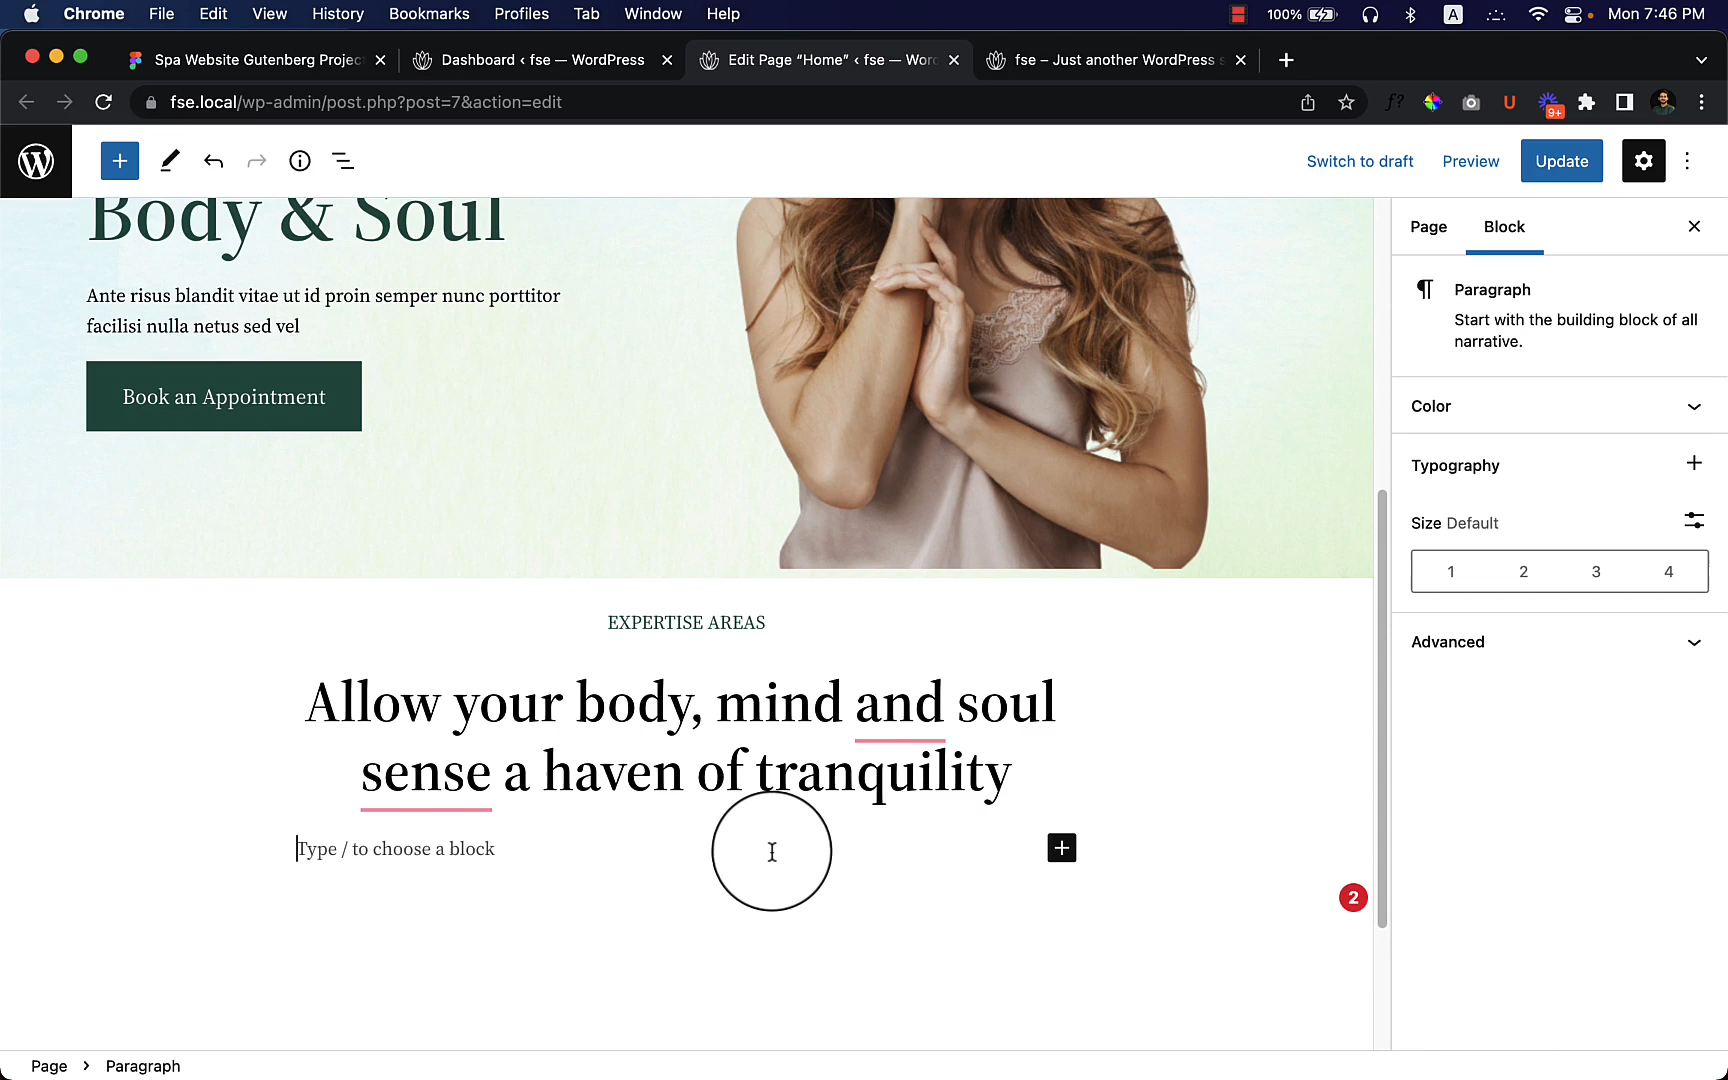 Chrome File Edit View History Bookmarks Profiles Tab Window Help 100% A Mon 7:46 PM
Spa Website Gutenberg Projec Dashboard ‹ fse — WordPress Edit Page “Home” ‹ fse — Wor fse – Just another WordPress s
fse.local/wp-admin/post.php?post=7&action=edit f? U 9+
Switch to draft Preview Update
Body & Soul
Ante risus blandit vitae ut id proin semper nunc porttitor
facilisi nulla netus sed vel
Book an Appointment
EXPERTISE AREAS
Allow your body, mind and soul
sense a haven of tranquility
Type / to choose a block
2
Page Block
Paragraph
Start with the building block of all
narrative.
Color
Typography
Size Default
1 2 3 4
Advanced
Page › Paragraph